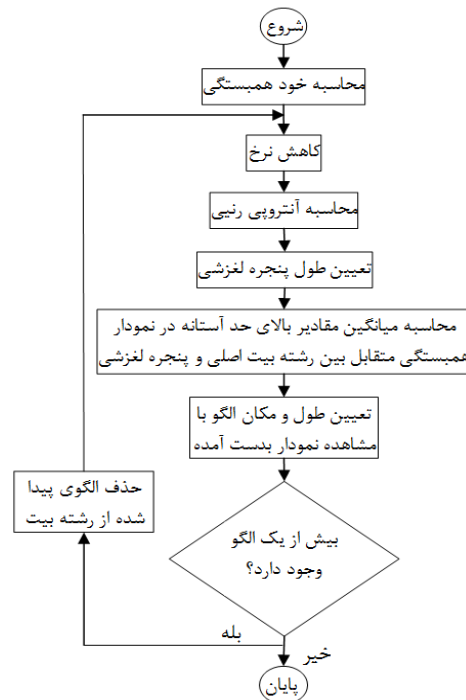 شروع
محاسبه خود همبستگی
کاهش نرخ
محاسبه آنتروپی رنیی
تعیین طول پنجره لغزشی
محاسبه میانگین مقادیر بالای حد آستانه در نمودار
همبستگی متقابل بین رشته بیت اصلی و پنجره لغزشی
تعیین طول و مکان الگو با
مشاهده نمودار بدست آمده
حذف الگوی پیدا
شده از رشته بیت
بیش از یک الگو
وجود دارد؟
بله
خیر
پایان